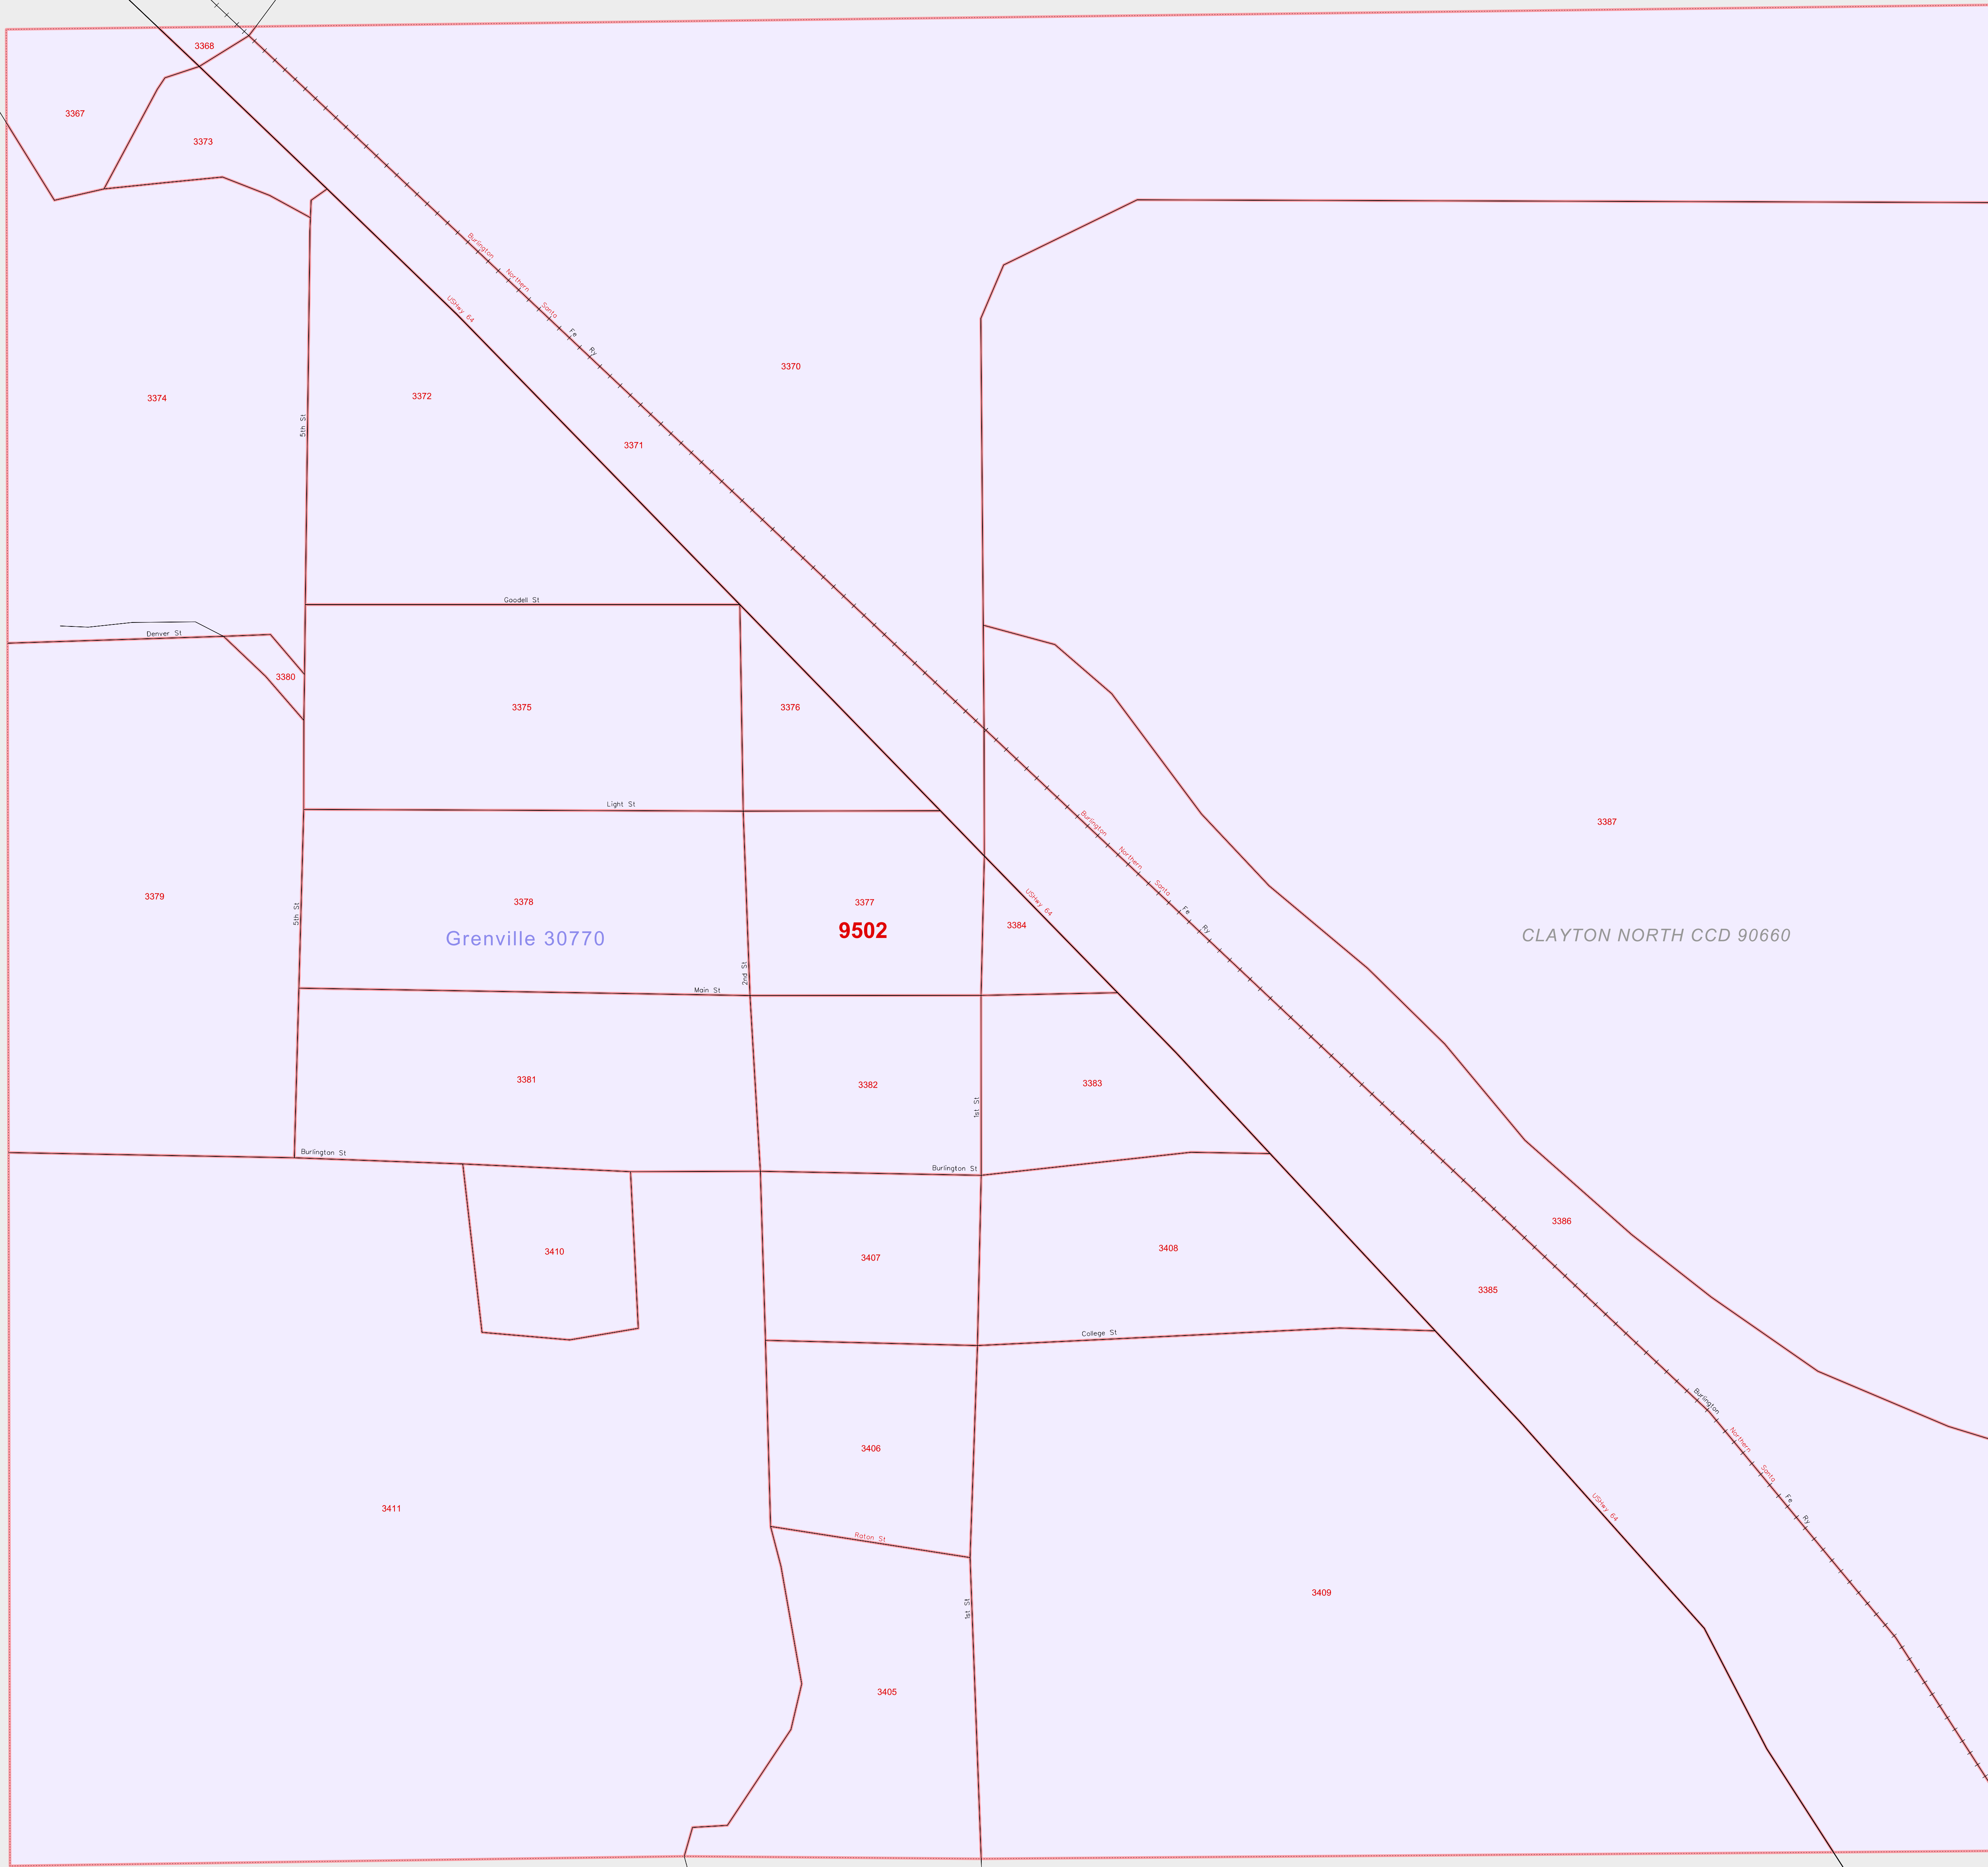 3368
3367
3373
Burlington Northern Santa Fe Ry
USHwy 64
3370
3374
5th St
3372
3371
Goodell St
Denver St
3380
3375
3376
Light St
Burlington Northern Santa Fe Ry
3387
3379
5th St
3378
3377
USHwy 64
3384
Grenville 30770
9502
CLAYTON NORTH CCD 90660
2nd St
Main St
3381
3382
1st St
3383
Burlington St
Burlington St
3386
3410
3407
3408
3385
College St
Burlington Northern Santa Fe Ry
3406
3411
USHwy 64
Raton St
3409
1st St
3405